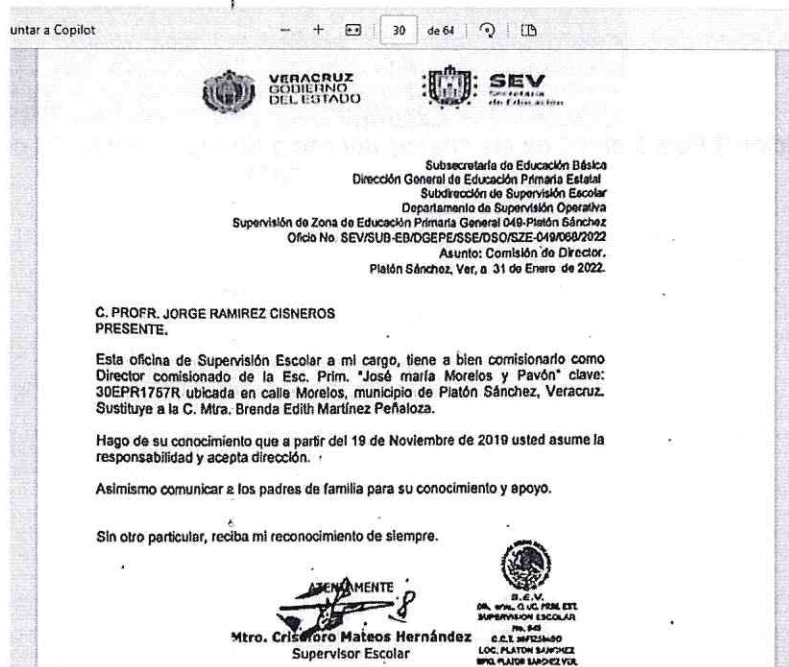 untar a Copilot
30 de 64
VERACRUZ
GOBIERNO
DEL ESTADO
SEV
Secretaría
de Educación
Subsecretaría de Educación Básica
Dirección General de Educación Primaria Estatal
Subdirección de Supervisión Escolar
Departamento de Supervisión Operativa
Supervisión de Zona de Educación Primaria General 049-Platón Sánchez
Oficio No. SEV/SUB-EB/DGEPE/SSE/DSO/SZE-049/068/2022
Asunto: Comisión de Director.
Platón Sánchez, Ver, a 31 de Enero de 2022.
C. PROFR. JORGE RAMIREZ CISNEROS
PRESENTE.
Esta oficina de Supervisión Escolar a mi cargo, tiene a bien comisionarlo como
Director comisionado de la Esc. Prim. "José maría Morelos y Pavón" clave:
30EPR1757R ubicada en calle Morelos, municipio de Platón Sánchez, Veracruz.
Sustituye a la C. Mtra. Brenda Edith Martínez Peñaloza.
Hago de su conocimiento que a partir del 19 de Noviembre de 2019 usted asume la
responsabilidad y acepta dirección.
Asimismo comunicar a los padres de familia para su conocimiento y apoyo.
Sin otro particular, reciba mi reconocimiento de siempre.
ATENTAMENTE
Mtro. Crisóforo Mateos Hernández
Supervisor Escolar
S.E.V.
SUPERVISION ESCOLAR
LOC. PLATON SANCHEZ
MPIO. PLATON SANCHEZ VER.